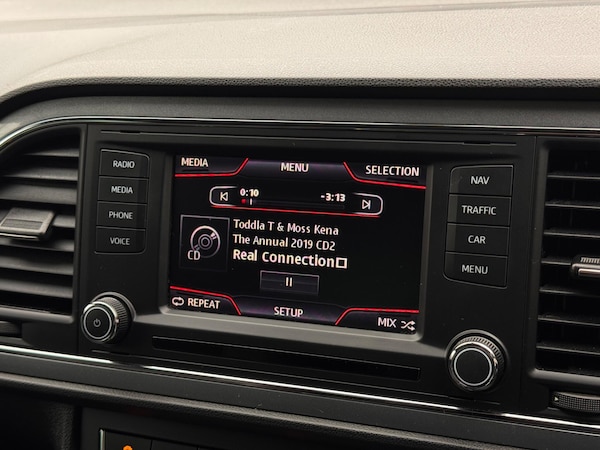 RADIO
MEDIA
PHONE
VOICE
MEDIA MENU SELECTION
0:10 -3:13
Toddla T & Moss Kena
The Annual 2019 CD2
Real Connection
CD
REPEAT SETUP MIX
NAV
TRAFFIC
CAR
MENU